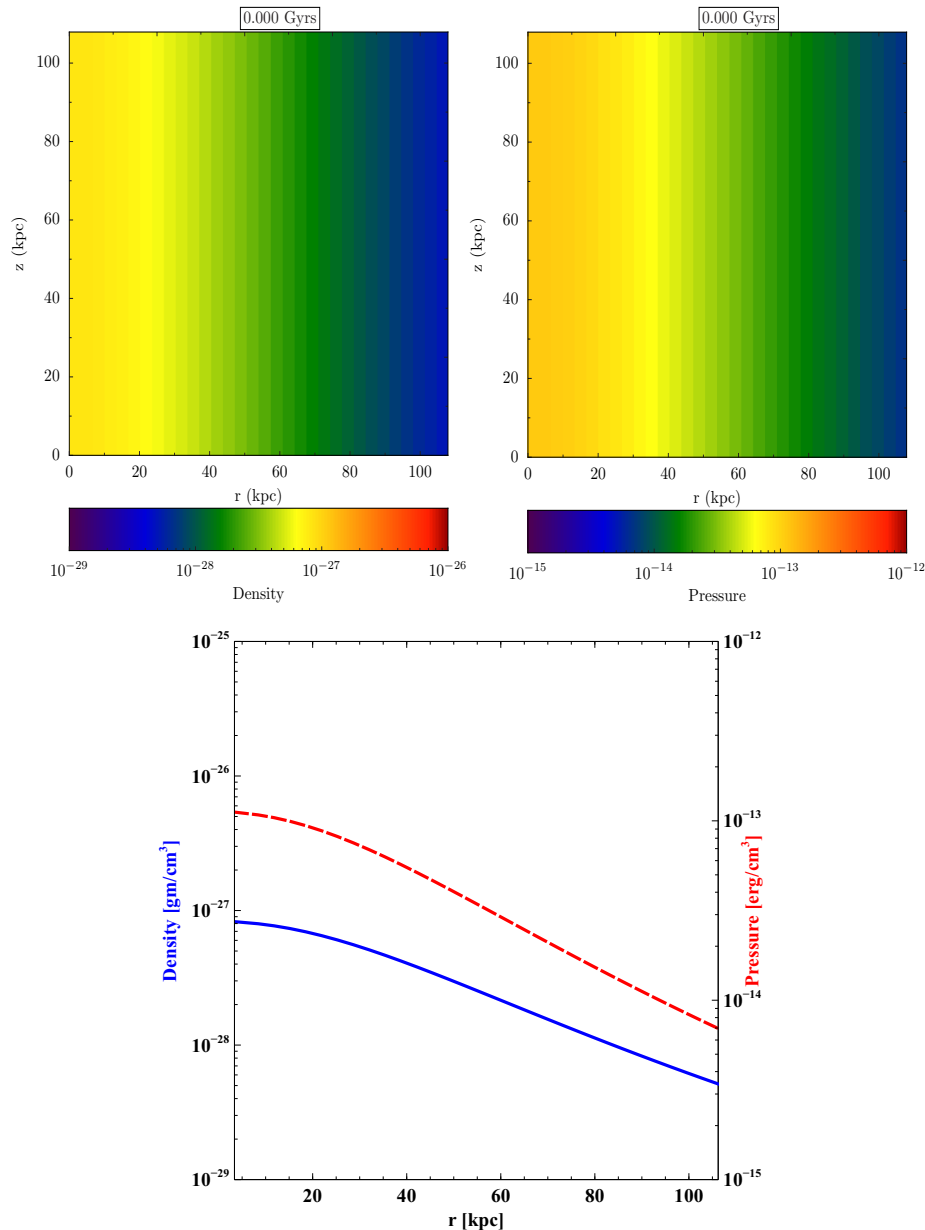 0.000 Gyrs
z (kpc)
100
80
60
40
20
0
0 20 40 60 80 100
r (kpc)
10⁻²⁹ 10⁻²⁸ 10⁻²⁷ 10⁻²⁶
Density
0.000 Gyrs
z (kpc)
100
80
60
40
20
0
0 20 40 60 80 100
r (kpc)
10⁻¹⁵ 10⁻¹⁴ 10⁻¹³ 10⁻¹²
Pressure
Density [gm/cm³]
10⁻²⁵
10⁻²⁶
10⁻²⁷
10⁻²⁸
10⁻²⁹
20 40 60 80 100
r [kpc]
10⁻¹²
10⁻¹³
10⁻¹⁴
10⁻¹⁵
Pressure [erg/cm³]